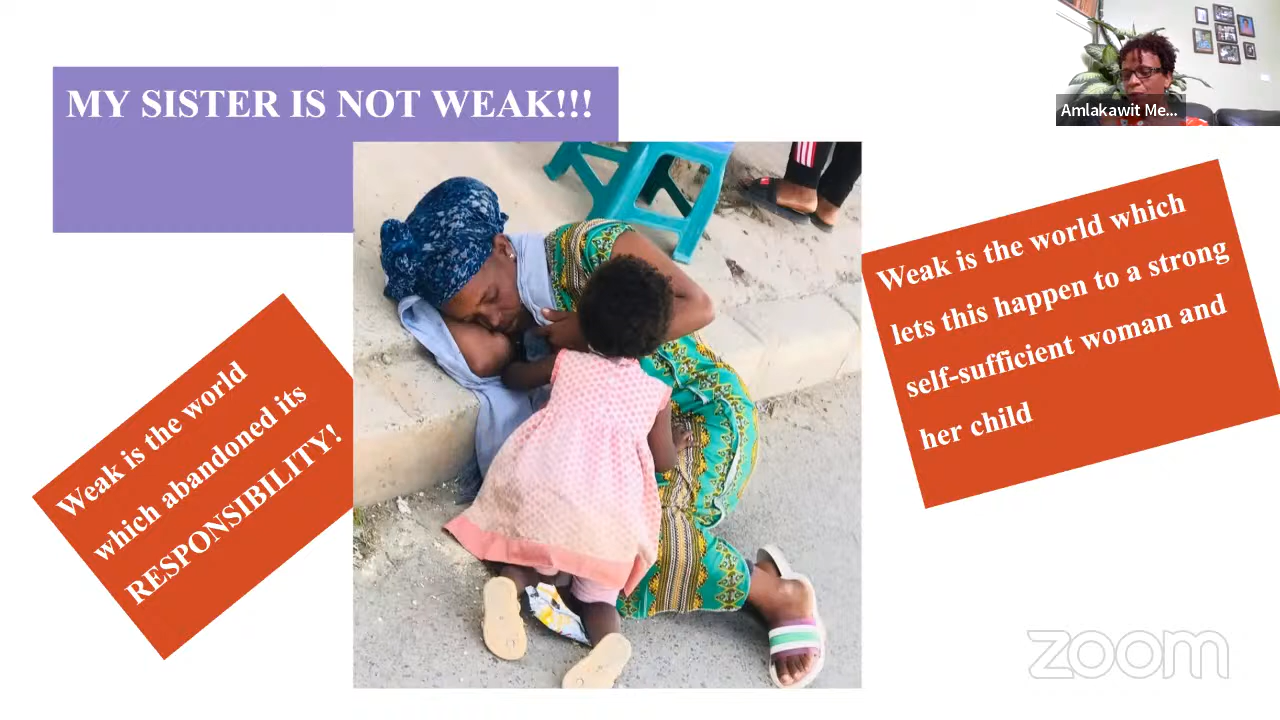 MY SISTER IS NOT WEAK!!!
Amlakawit Me...
Weak is the world which
lets this happen to a strong
self-sufficient woman and
her child
Weak is the world
which abandoned its
RESPONSIBILITY!
zoom